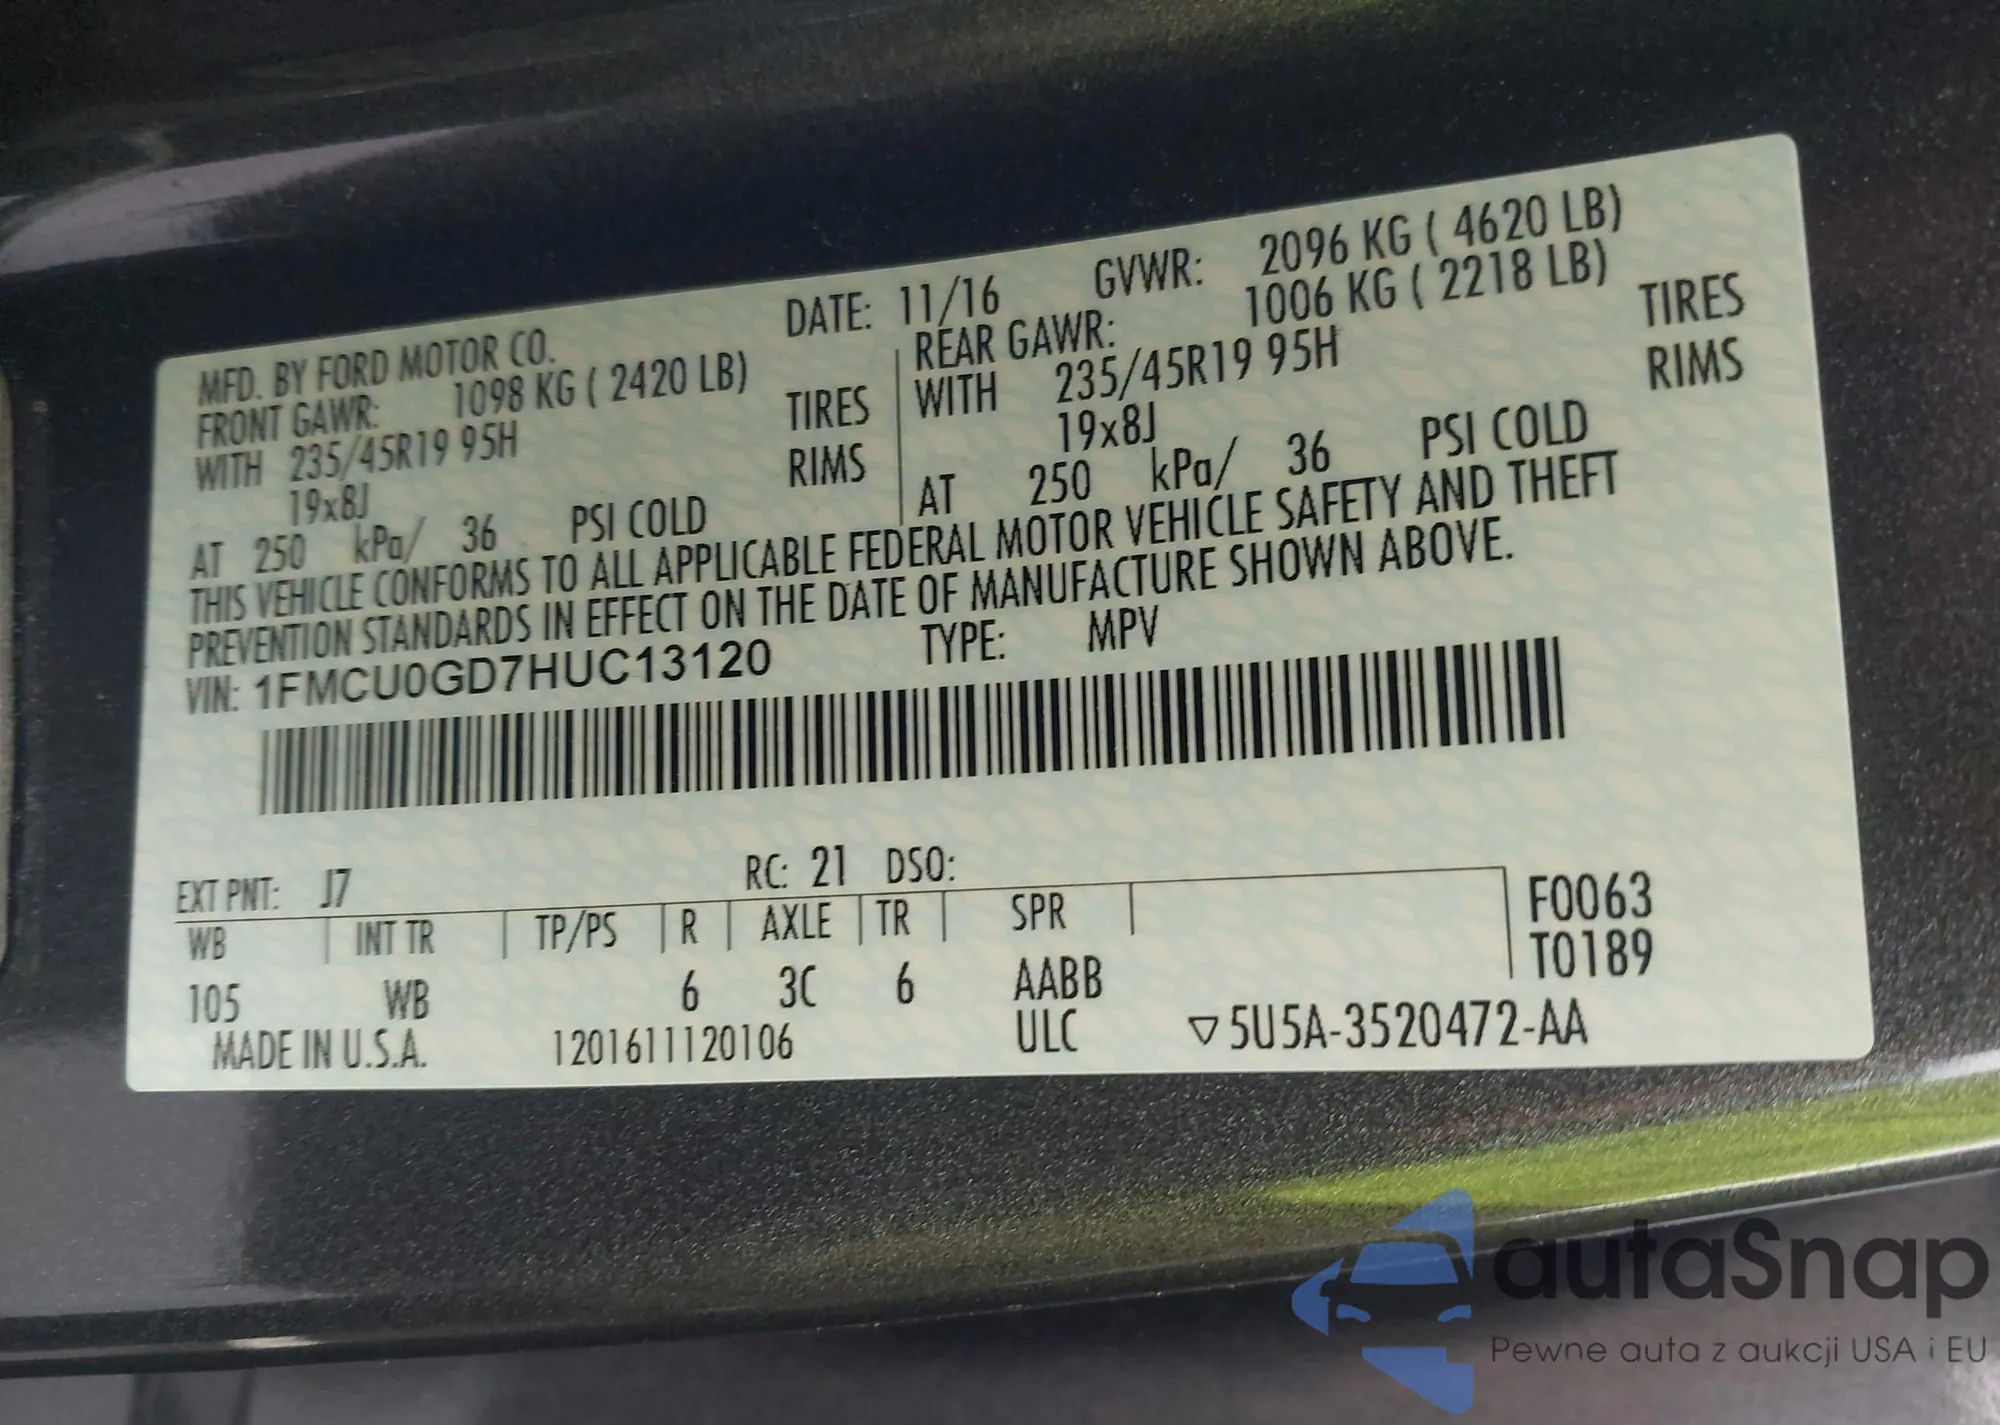 MFD. BY FORD MOTOR CO. DATE: 11/16 GVWR: 2096 KG ( 4620 LB)
FRONT GAWR: 1098 KG ( 2420 LB)
WITH 235/45R19 95H TIRES
19x8J RIMS
AT 250 kPa/ 36 PSI COLD
REAR GAWR: 1006 KG ( 2218 LB)
WITH 235/45R19 95H TIRES
19x8J RIMS
AT 250 kPa/ 36 PSI COLD
THIS VEHICLE CONFORMS TO ALL APPLICABLE FEDERAL MOTOR VEHICLE SAFETY AND THEFT
PREVENTION STANDARDS IN EFFECT ON THE DATE OF MANUFACTURE SHOWN ABOVE.
VIN: 1FMCU0GD7HUC13120 TYPE: MPV
EXT PNT: J7 RC: 21 DSO:
WB INT TR TP/PS R AXLE TR SPR F0063
T0189
105 WB 6 3C 6 AABB
MADE IN U.S.A. 1201611120106 ULC ▽5U5A-3520472-AA
autaSnap
Pewne auta z aukcji USA i EU